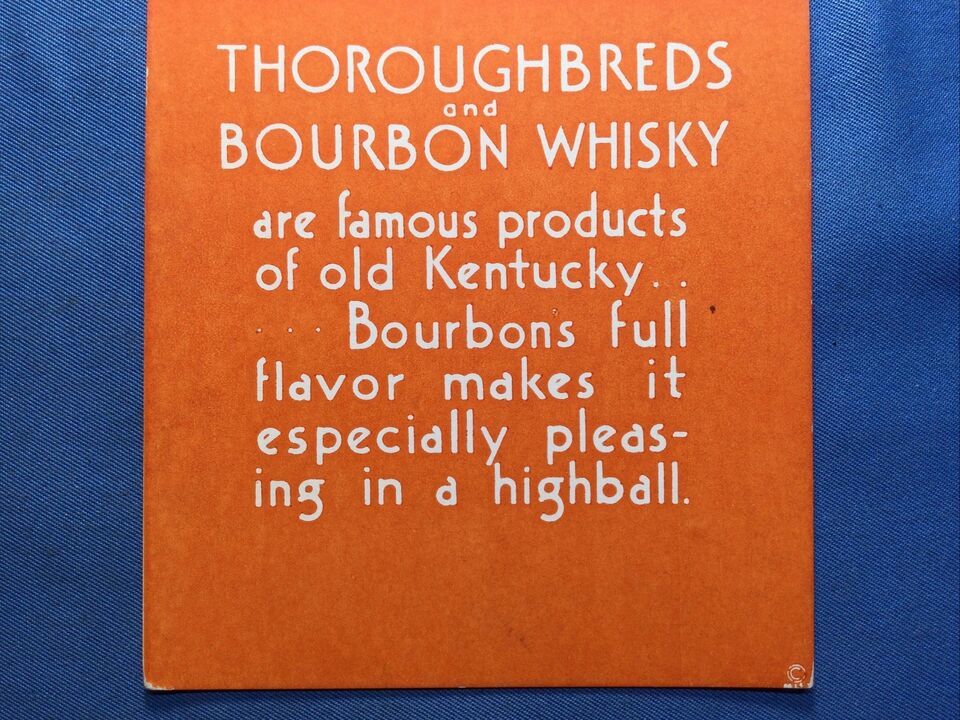 THOROUGHBREDS
and
BOURBON WHISKY
are famous products
of old Kentucky. .
. . . Bourbons full
flavor makes it
especially pleas-
ing in a highball.
©